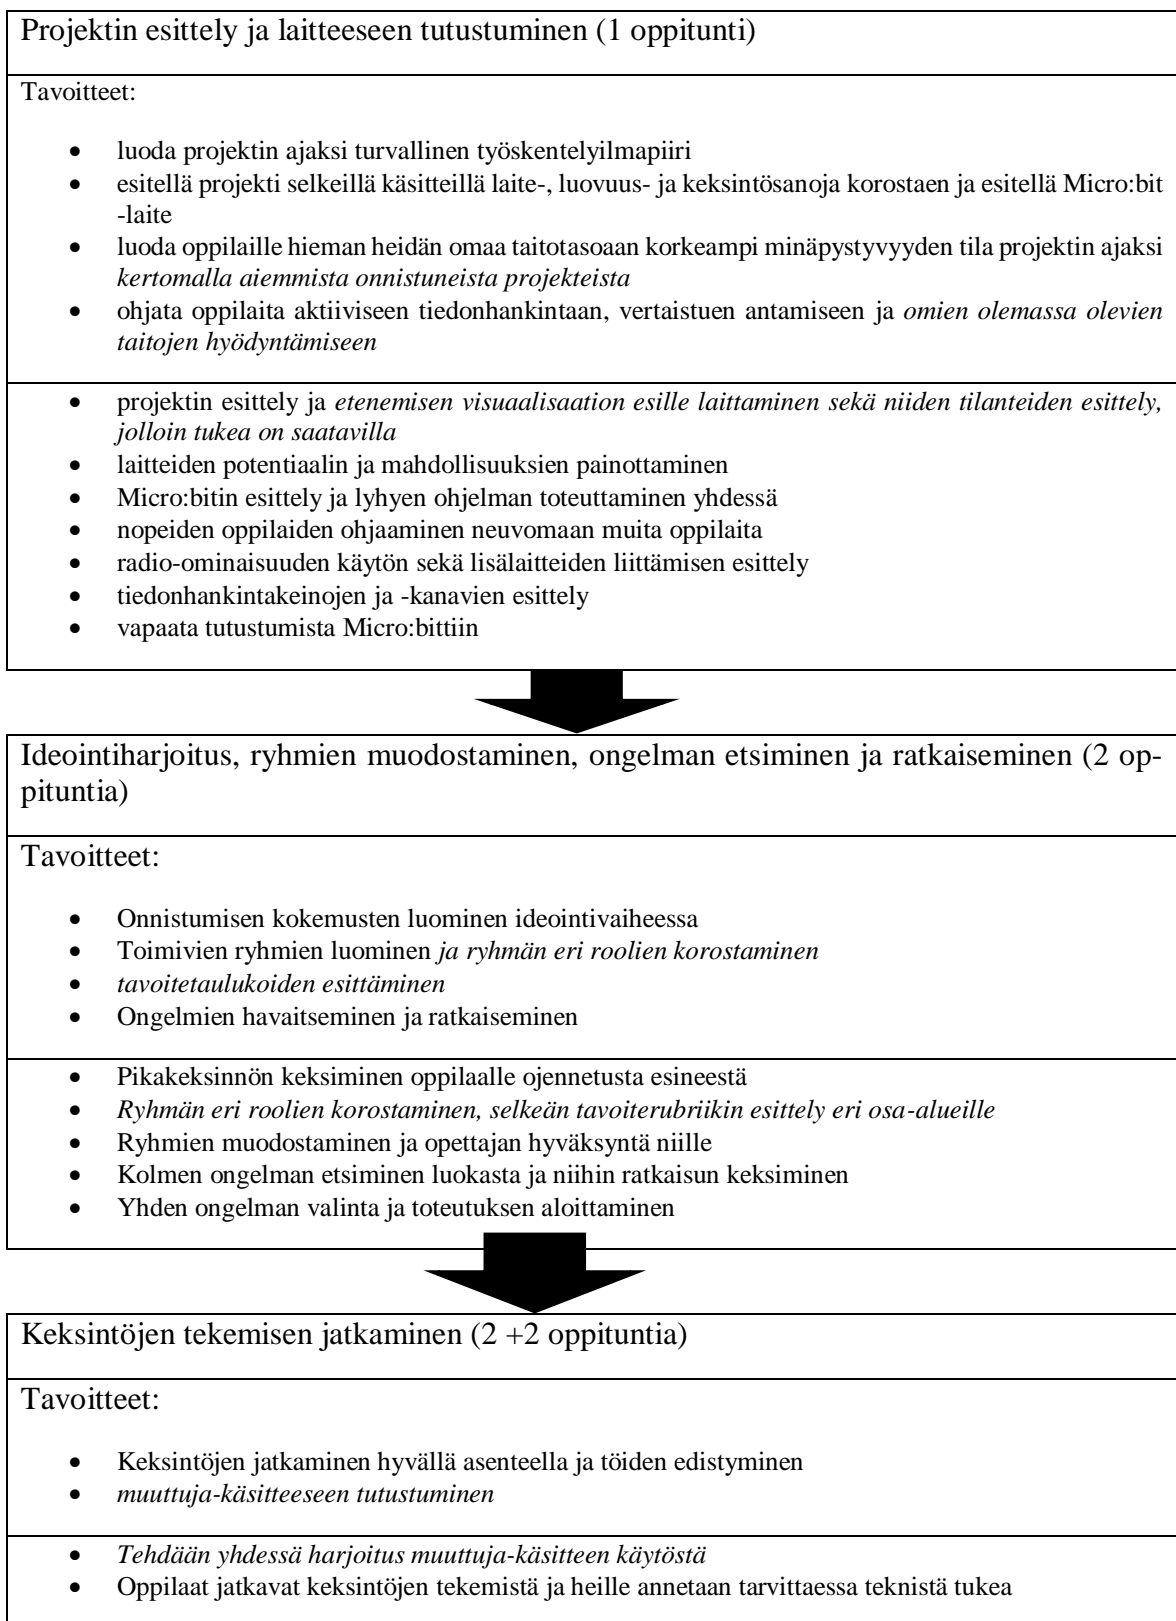 Projektin esittely ja laitteeseen tutustuminen (1 oppitunti)
Tavoitteet:
• luoda projektin ajaksi turvallinen työskentelyilmapiiri
• esitellä projekti selkeillä käsitteillä laite-, luovuus- ja keksintösanoja korostaen ja esitellä Micro:bit
-laite
• luoda oppilaille hieman heidän omaa taitotasoaan korkeampi minäpystyvyyden tila projektin ajaksi
kertomalla aiemmista onnistuneista projekteista
• ohjata oppilaita aktiiviseen tiedonhankintaan, vertaistuen antamiseen ja omien olemassa olevien
taitojen hyödyntämiseen
• projektin esittely ja etenemisen visuaalisaation esille laittaminen sekä niiden tilanteiden esittely,
jolloin tukea on saatavilla
• laitteiden potentiaalin ja mahdollisuuksien painottaminen
• Micro:bitin esittely ja lyhyen ohjelman toteuttaminen yhdessä
• nopeiden oppilaiden ohjaaminen neuvomaan muita oppilaita
• radio-ominaisuuden käytön sekä lisälaitteiden liittämisen esittely
• tiedonhankintakeinojen ja -kanavien esittely
• vapaata tutustumista Micro:bittiin
Ideointiharjoitus, ryhmien muodostaminen, ongelman etsiminen ja ratkaiseminen (2 op-
pituntia)
Tavoitteet:
• Onnistumisen kokemusten luominen ideointivaiheessa
• Toimivien ryhmien luominen ja ryhmän eri roolien korostaminen
• tavoitetaulukoiden esittäminen
• Ongelmien havaitseminen ja ratkaiseminen
• Pikakeksinnön keksiminen oppilaalle ojennetusta esineestä
• Ryhmän eri roolien korostaminen, selkeän tavoiterubriikin esittely eri osa-alueille
• Ryhmien muodostaminen ja opettajan hyväksyntä niille
• Kolmen ongelman etsiminen luokasta ja niihin ratkaisun keksiminen
• Yhden ongelman valinta ja toteutuksen aloittaminen
Keksintöjen tekemisen jatkaminen (2 +2 oppituntia)
Tavoitteet:
• Keksintöjen jatkaminen hyvällä asenteella ja töiden edistyminen
• muuttuja-käsitteeseen tutustuminen
• Tehdään yhdessä harjoitus muuttuja-käsitteen käytöstä
• Oppilaat jatkavat keksintöjen tekemistä ja heille annetaan tarvittaessa teknistä tukea